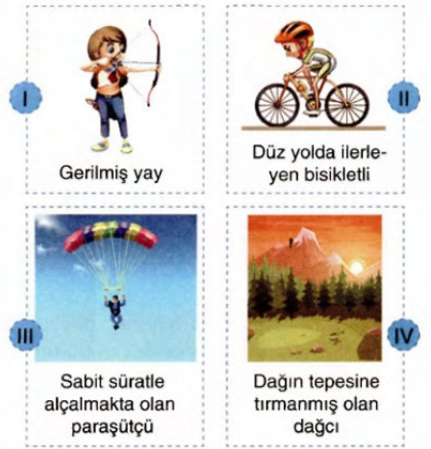 I
Gerilmiş yay
II
Düz yolda ilerle-
yen bisikletli
III
Sabit süratle
alçalmakta olan
paraşütçü
IV
Dağın tepesine
tırmanmış olan
dağcı